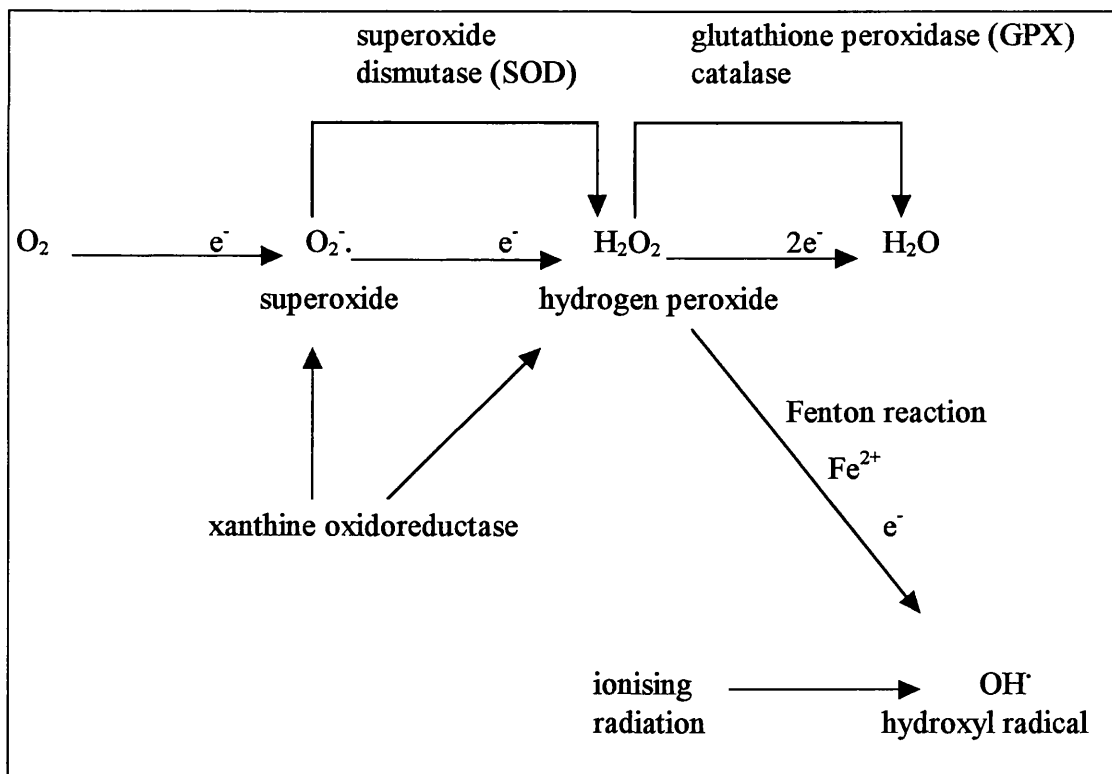 superoxide
dismutase (SOD)
glutathione peroxidase (GPX)
catalase
O₂ e⁻ O₂⁻. e⁻ H₂O₂ 2e⁻ H₂O
superoxide hydrogen peroxide
Fenton reaction
Fe²⁺
xanthine oxidoreductase
e⁻
ionising
radiation
OH·
hydroxyl radical